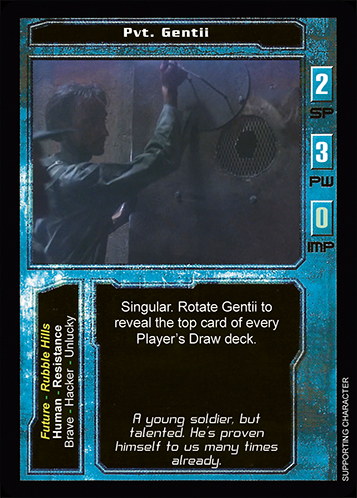 Pvt. Gentii
2
SP
3
PW
0
IMP
Future - Rubble Hills
Human - Resistance
Brave - Hacker - Unlucky
Singular. Rotate Gentii to
reveal the top card of every
Player's Draw deck.
A young soldier, but
talented. He's proven
himself to us many times
already.
SUPPORTING CHARACTER